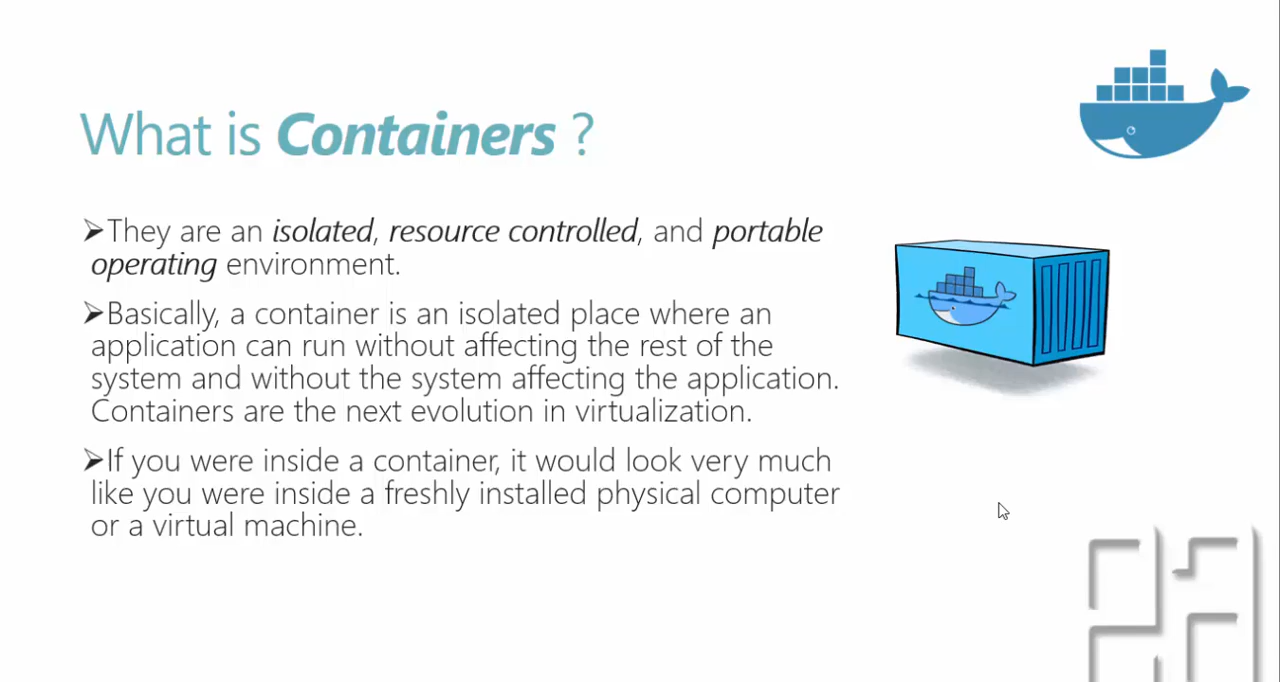 What is Containers ?
➢They are an isolated, resource controlled, and portable
operating environment.
➢Basically, a container is an isolated place where an
application can run without affecting the rest of the
system and without the system affecting the application.
Containers are the next evolution in virtualization.
➢If you were inside a container, it would look very much
like you were inside a freshly installed physical computer
or a virtual machine.